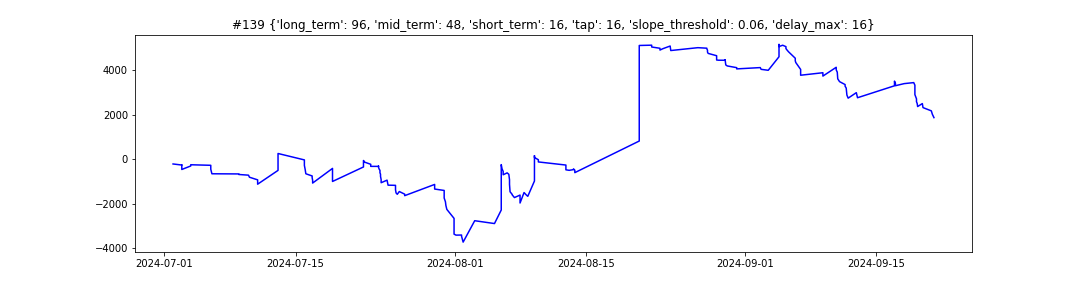 #139 {'long_term': 96, 'mid_term': 48, 'short_term': 16, 'tap': 16, 'slope_threshold': 0.06, 'delay_max': 16}
4000
2000
0
−2000
−4000
2024-07-01 2024-07-15 2024-08-01 2024-08-15 2024-09-01 2024-09-15